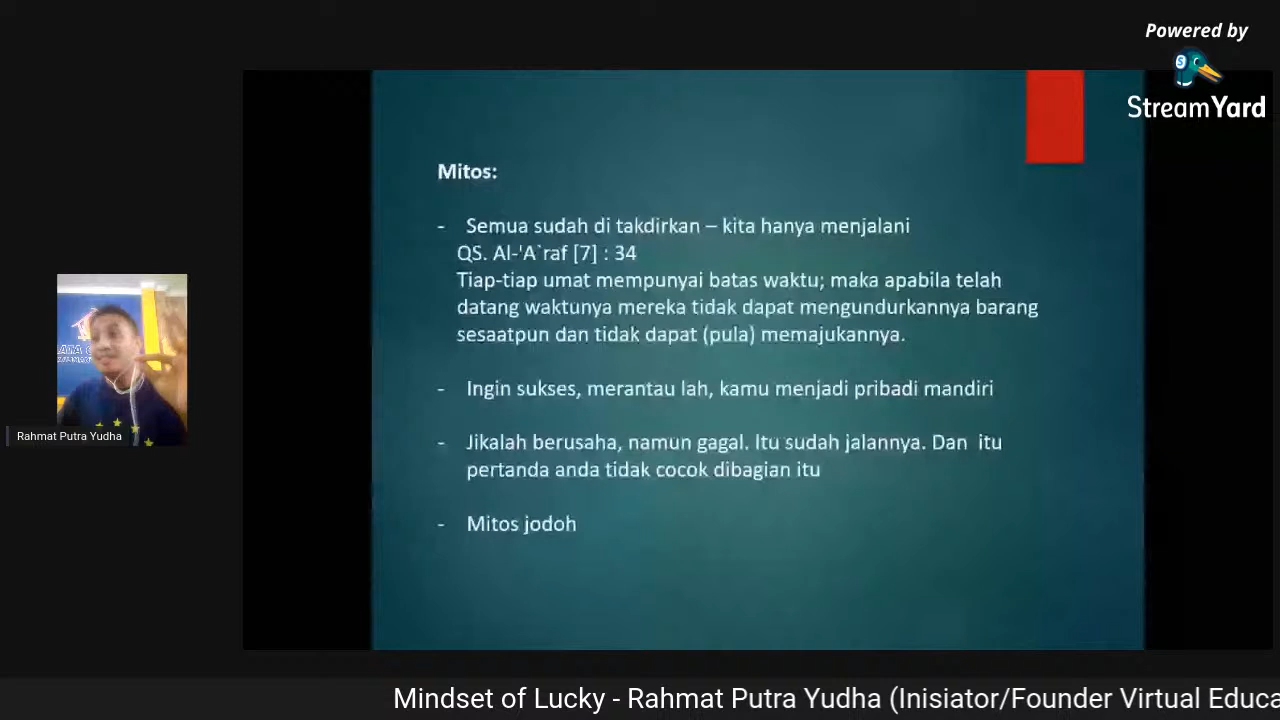 Powered by
StreamYard
Mitos:
- Semua sudah di takdirkan – kita hanya menjalani
QS. Al-'A`raf [7] : 34
Tiap-tiap umat mempunyai batas waktu; maka apabila telah
datang waktunya mereka tidak dapat mengundurkannya barang
sesaatpun dan tidak dapat (pula) memajukannya.
- Ingin sukses, merantau lah, kamu menjadi pribadi mandiri
- Jikalah berusaha, namun gagal. Itu sudah jalannya. Dan itu
pertanda anda tidak cocok dibagian itu
- Mitos jodoh
Rahmat Putra Yudha
Mindset of Lucky - Rahmat Putra Yudha (Inisiator/Founder Virtual Educa